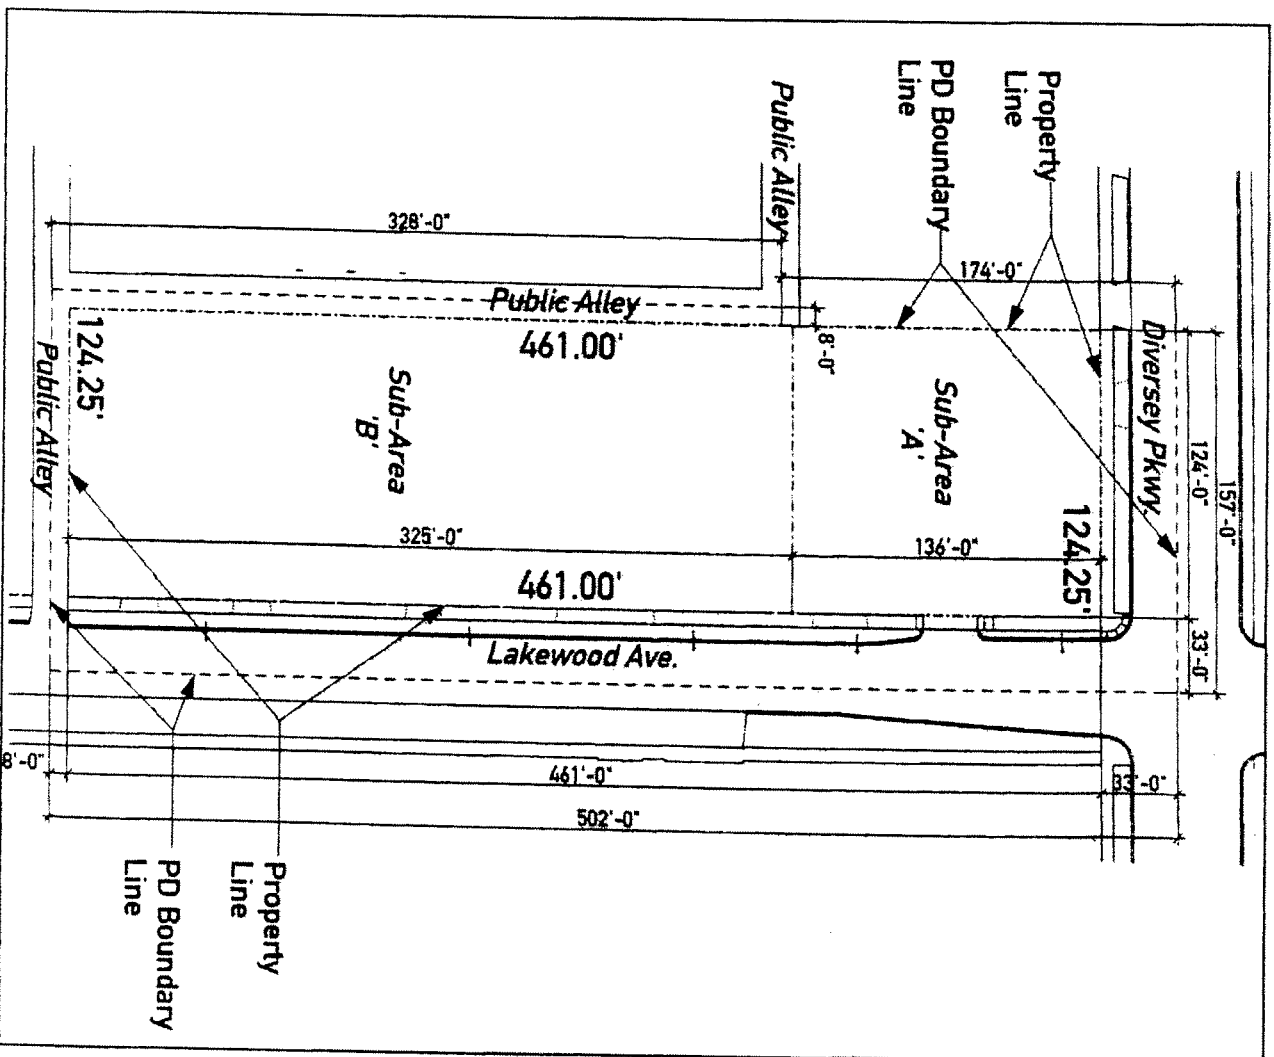 Property
Line
PD Boundary
Line
Public Alley
328'-0"
174'-0"
Public Alley
461.00'
8'-0"
Diversey Pkwy.
124.25'
Public Alley
Sub-Area
'B'
Sub-Area
'A'
124'-0"
157'-0"
124.25'
325'-0"
136'-0"
461.00'
33'-0"
Lakewood Ave.
8'-0"
461'-0"
33'-0"
502'-0"
Property
Line
PD Boundary
Line